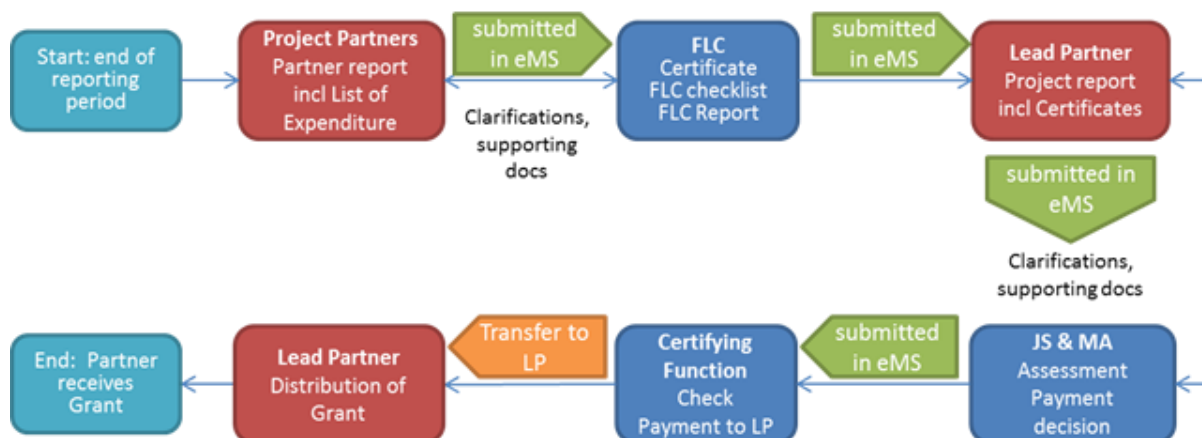 Start: end of
reporting
period
Project Partners
Partner report
incl List of
Expenditure
submitted
in eMS
Clarifications,
supporting
docs
FLC
Certificate
FLC checklist
FLC Report
submitted
in eMS
Lead Partner
Project report
incl Certificates
submitted in
eMS
Clarifications,
supporting docs
JS & MA
Assessment
Payment
decision
submitted
in eMS
Certifying
Function
Check
Payment to LP
Transfer to
LP
Lead Partner
Distribution of
Grant
End: Partner
receives
Grant